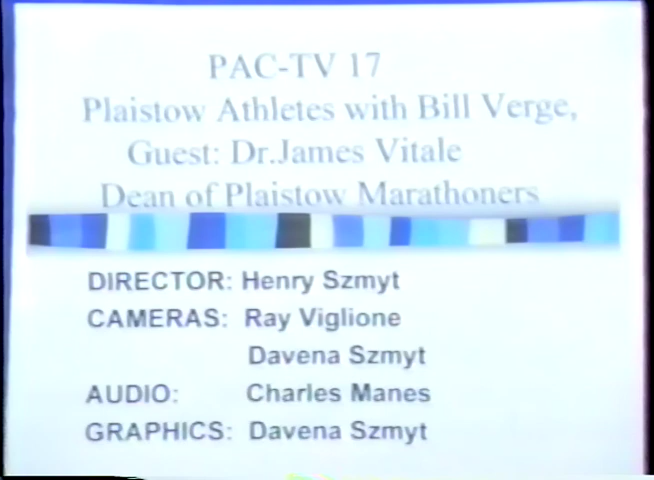 PAC-TV 17
Plaistow Athletes with Bill Verge,
Guest: Dr.James Vitale
Dean of Plaistow Marathoners
DIRECTOR: Henry Szmyt
CAMERAS: Ray Viglione
Davena Szmyt
AUDIO: Charles Manes
GRAPHICS: Davena Szmyt